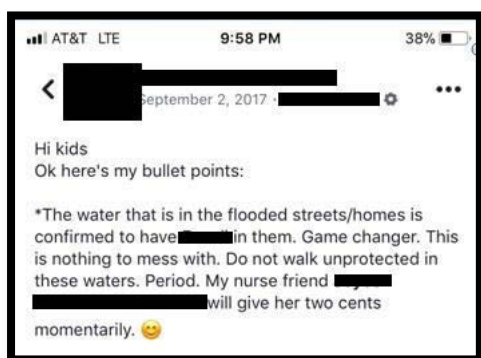 AT&T LTE 9:58 PM 38%
September 2, 2017 ·
Hi kids
Ok here's my bullet points:
*The water that is in the flooded streets/homes is
confirmed to have in them. Game changer. This
is nothing to mess with. Do not walk unprotected in
these waters. Period. My nurse friend
will give her two cents
momentarily. 😊